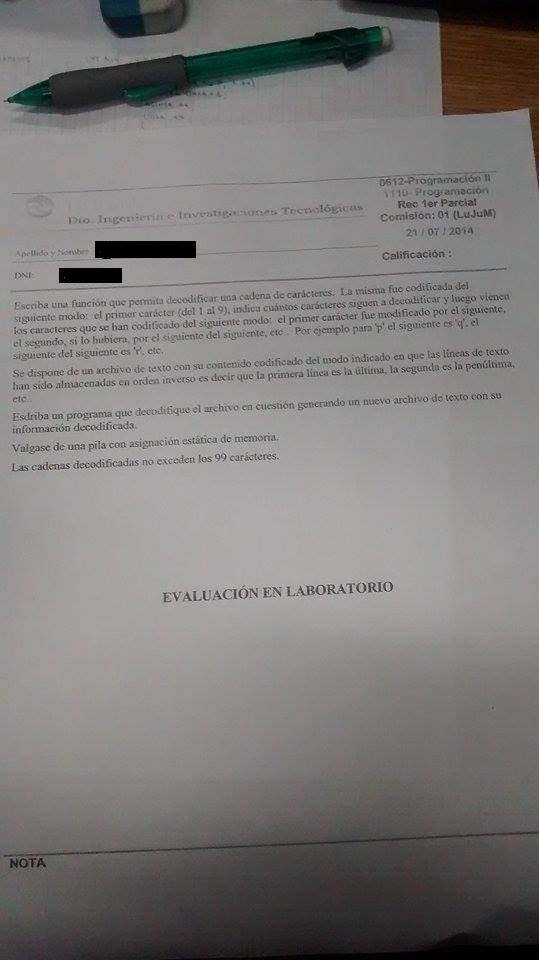 0612-Programación II
1110- Programación
Dto. Ingeniería e Investigaciones Tecnológicas
Rec 1er Parcial
Comisión: 01 (LuJuM)
21 / 07 / 2014
Apellido y Nombre
Calificación :
DNI:
Escriba una función que permita decodificar una cadena de carácteres. La misma fue codificada del
siguiente modo: el primer carácter (del 1 al 9), indica cuántos carácteres siguen a decodificar y luego vienen
los caracteres que se han codificado del siguiente modo: el primer carácter fue modificado por el siguiente,
el segundo, si lo hubiera, por el siguiente del siguiente, etc . Por ejemplo para 'p' el siguiente es 'q', el
siguiente del siguiente es 'r', etc.
Se dispone de un archivo de texto con su contenido codificado del modo indicado en que las líneas de texto
han sido almacenadas en orden inverso es decir que la primera línea es la última, la segunda es la penúltima,
etc..
Esdriba un programa que decodifique el archivo en cuestión generando un nuevo archivo de texto con su
información decodificada.
Valgase de una pila con asignación estática de memoria.
Las cadenas decodificadas no exceden los 99 carácteres.
EVALUACIÓN EN LABORATORIO
NOTA